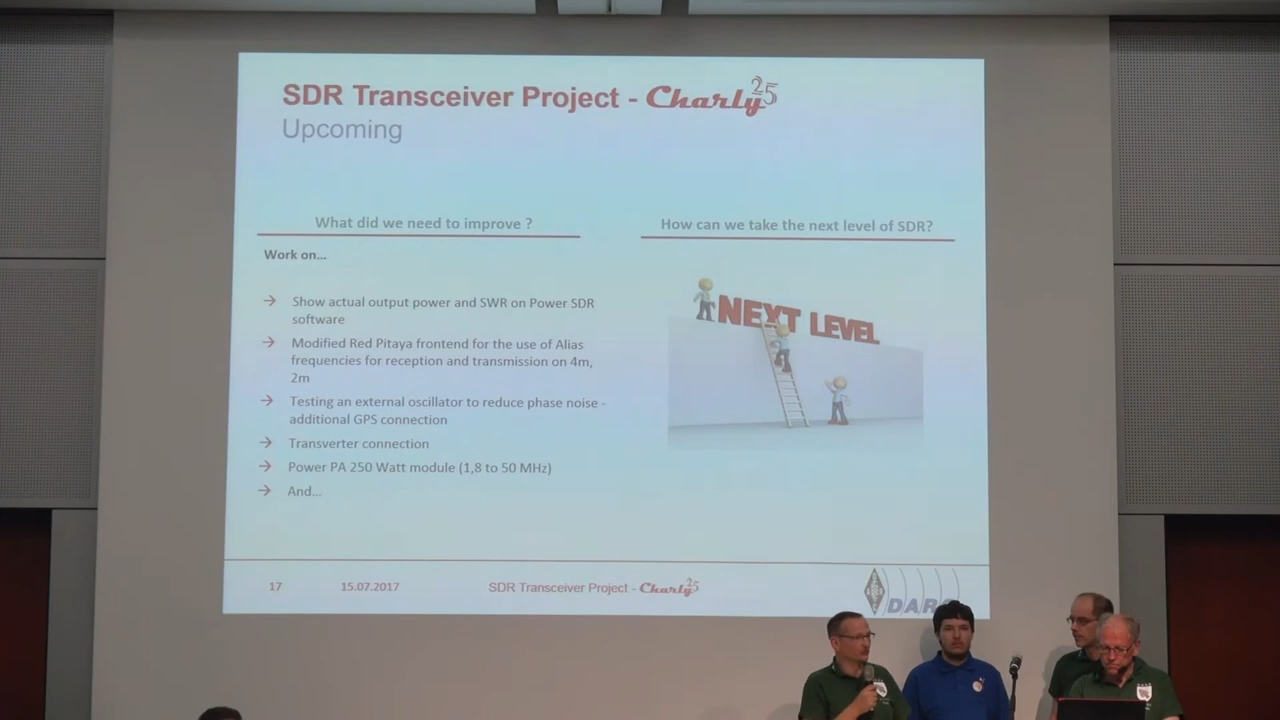 SDR Transceiver Project - Charly 25
Upcoming
What did we need to improve ?
Work on...
→ Show actual output power and SWR on Power SDR
software
→ Modified Red Pitaya frontend for the use of Alias
frequencies for reception and transmission on 4m,
2m
→ Testing an external oscillator to reduce phase noise -
additional GPS connection
→ Transverter connection
→ Power PA 250 Watt module (1,8 to 50 MHz)
→ And...
How can we take the next level of SDR?
NEXT LEVEL
17
15.07.2017
SDR Transceiver Project - Charly 25